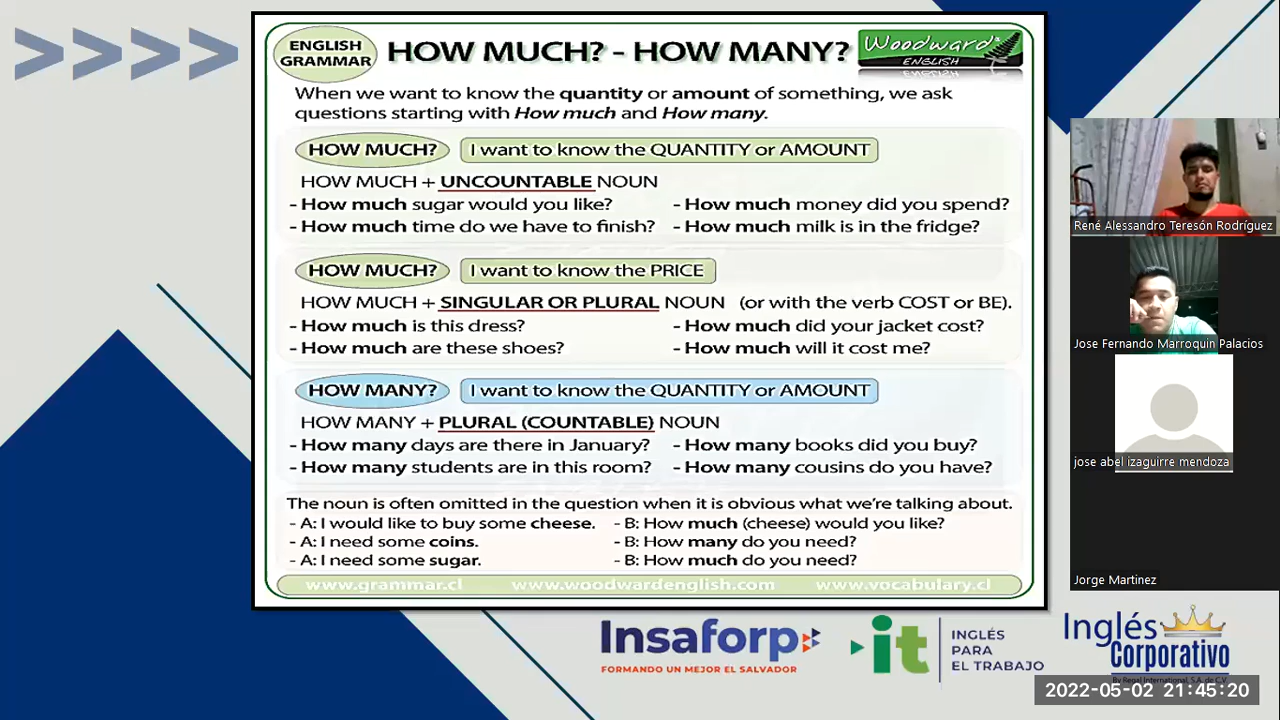 ENGLISH
GRAMMAR
HOW MUCH? - HOW MANY?
Woodward
ENGLISH
When we want to know the quantity or amount of something, we ask
questions starting with How much and How many.
HOW MUCH? I want to know the QUANTITY or AMOUNT
HOW MUCH + UNCOUNTABLE NOUN
- How much sugar would you like? - How much money did you spend?
- How much time do we have to finish? - How much milk is in the fridge?
HOW MUCH? I want to know the PRICE
HOW MUCH + SINGULAR OR PLURAL NOUN (or with the verb COST or BE).
- How much is this dress? - How much did your jacket cost?
- How much are these shoes? - How much will it cost me?
HOW MANY? I want to know the QUANTITY or AMOUNT
HOW MANY + PLURAL (COUNTABLE) NOUN
- How many days are there in January? - How many books did you buy?
- How many students are in this room? - How many cousins do you have?
The noun is often omitted in the question when it is obvious what we're talking about.
- A: I would like to buy some cheese. - B: How much (cheese) would you like?
- A: I need some coins. - B: How many do you need?
- A: I need some sugar. - B: How much do you need?
www.grammar.cl www.woodwardenglish.com www.vocabulary.cl
René Alessandro Teresón Rodríguez
Jose Fernando Marroquin Palacios
jose abel izaguirre mendoza
Jorge Martinez
Insaforp
FORMANDO UN MEJOR EL SALVADOR
it
INGLÉS
PARA
EL TRABAJO
Inglés
Corporativo
By Regal International, S.A. de C.V.
2022-05-02 21:45:20